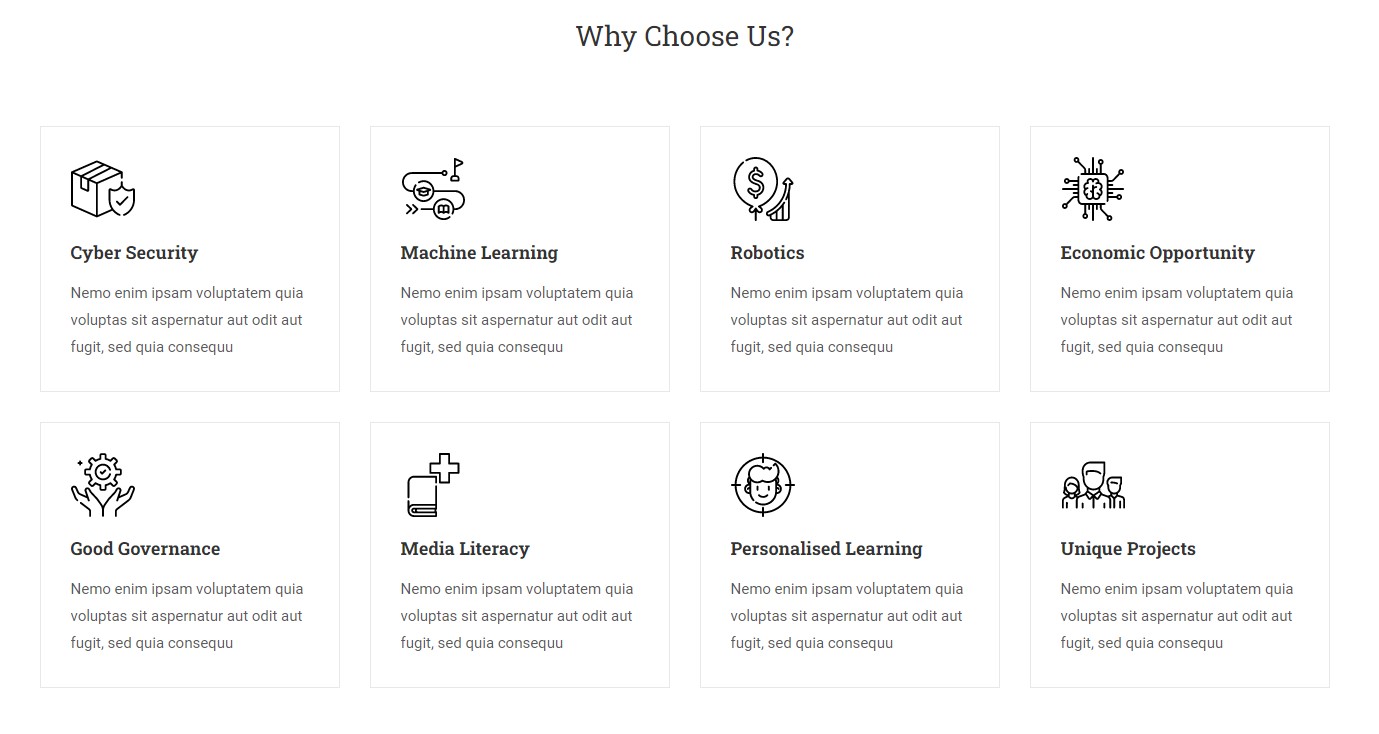 Why Choose Us?
Cyber Security
Nemo enim ipsam voluptatem quia
voluptas sit aspernatur aut odit aut
fugit, sed quia consequu
Machine Learning
Nemo enim ipsam voluptatem quia
voluptas sit aspernatur aut odit aut
fugit, sed quia consequu
Robotics
Nemo enim ipsam voluptatem quia
voluptas sit aspernatur aut odit aut
fugit, sed quia consequu
Economic Opportunity
Nemo enim ipsam voluptatem quia
voluptas sit aspernatur aut odit aut
fugit, sed quia consequu
Good Governance
Nemo enim ipsam voluptatem quia
voluptas sit aspernatur aut odit aut
fugit, sed quia consequu
Media Literacy
Nemo enim ipsam voluptatem quia
voluptas sit aspernatur aut odit aut
fugit, sed quia consequu
Personalised Learning
Nemo enim ipsam voluptatem quia
voluptas sit aspernatur aut odit aut
fugit, sed quia consequu
Unique Projects
Nemo enim ipsam voluptatem quia
voluptas sit aspernatur aut odit aut
fugit, sed quia consequu